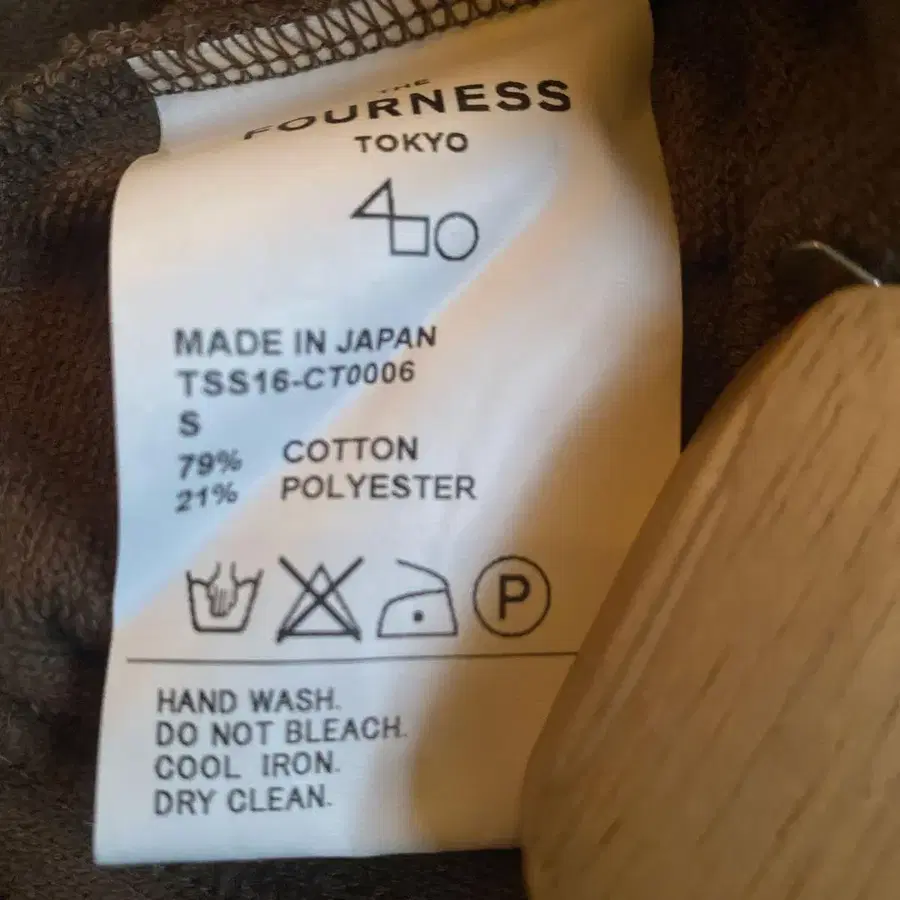 THE
FOURNESS
TOKYO
MADE IN JAPAN
TSS16-CT0006
S
79% COTTON
21% POLYESTER
P
HAND WASH.
DO NOT BLEACH.
COOL IRON.
DRY CLEAN.